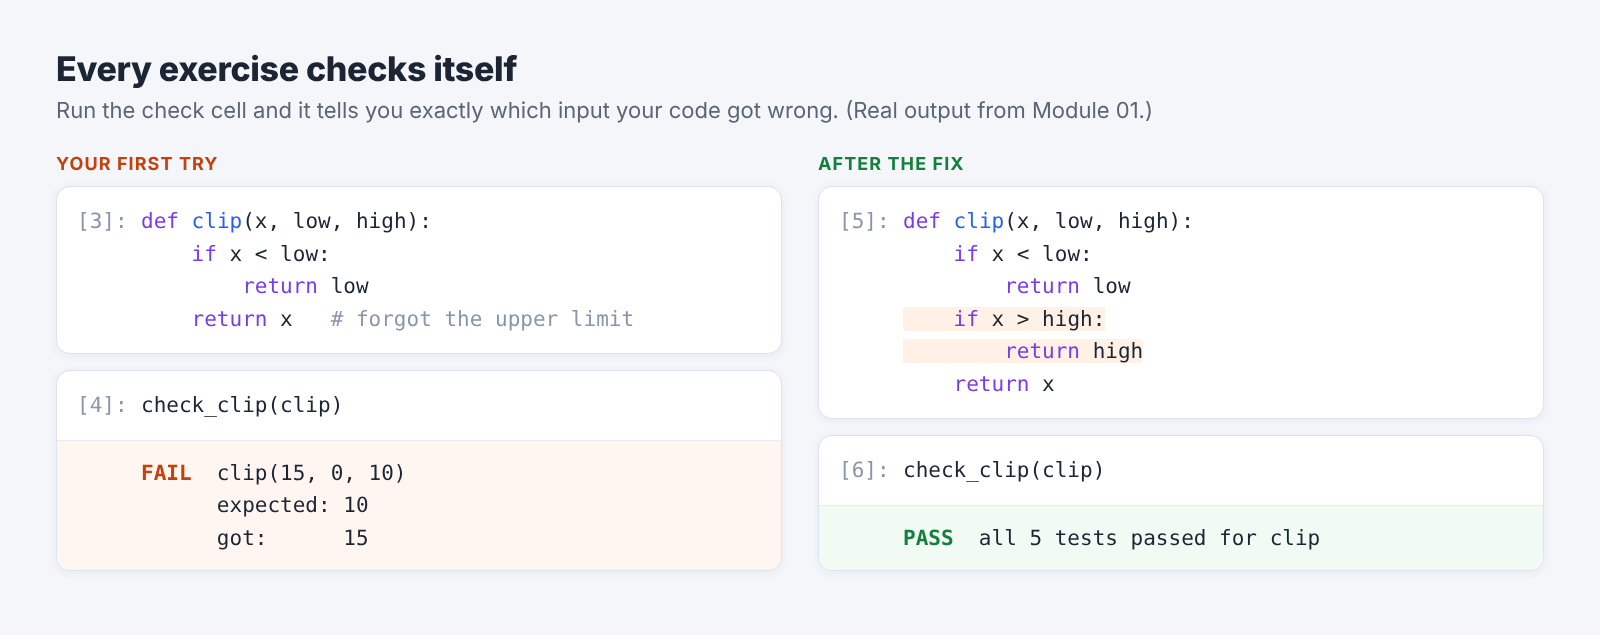 Every exercise checks itself
Run the check cell and it tells you exactly which input your code got wrong. (Real output from Module 01.)
YOUR FIRST TRY
[3]: def clip(x, low, high):
         if x < low:
             return low
         return x   # forgot the upper limit
[4]: check_clip(clip)
     FAIL  clip(15, 0, 10)
           expected: 10
           got:      15
AFTER THE FIX
[5]: def clip(x, low, high):
         if x < low:
             return low
         if x > high:
             return high
         return x
[6]: check_clip(clip)
     PASS  all 5 tests passed for clip